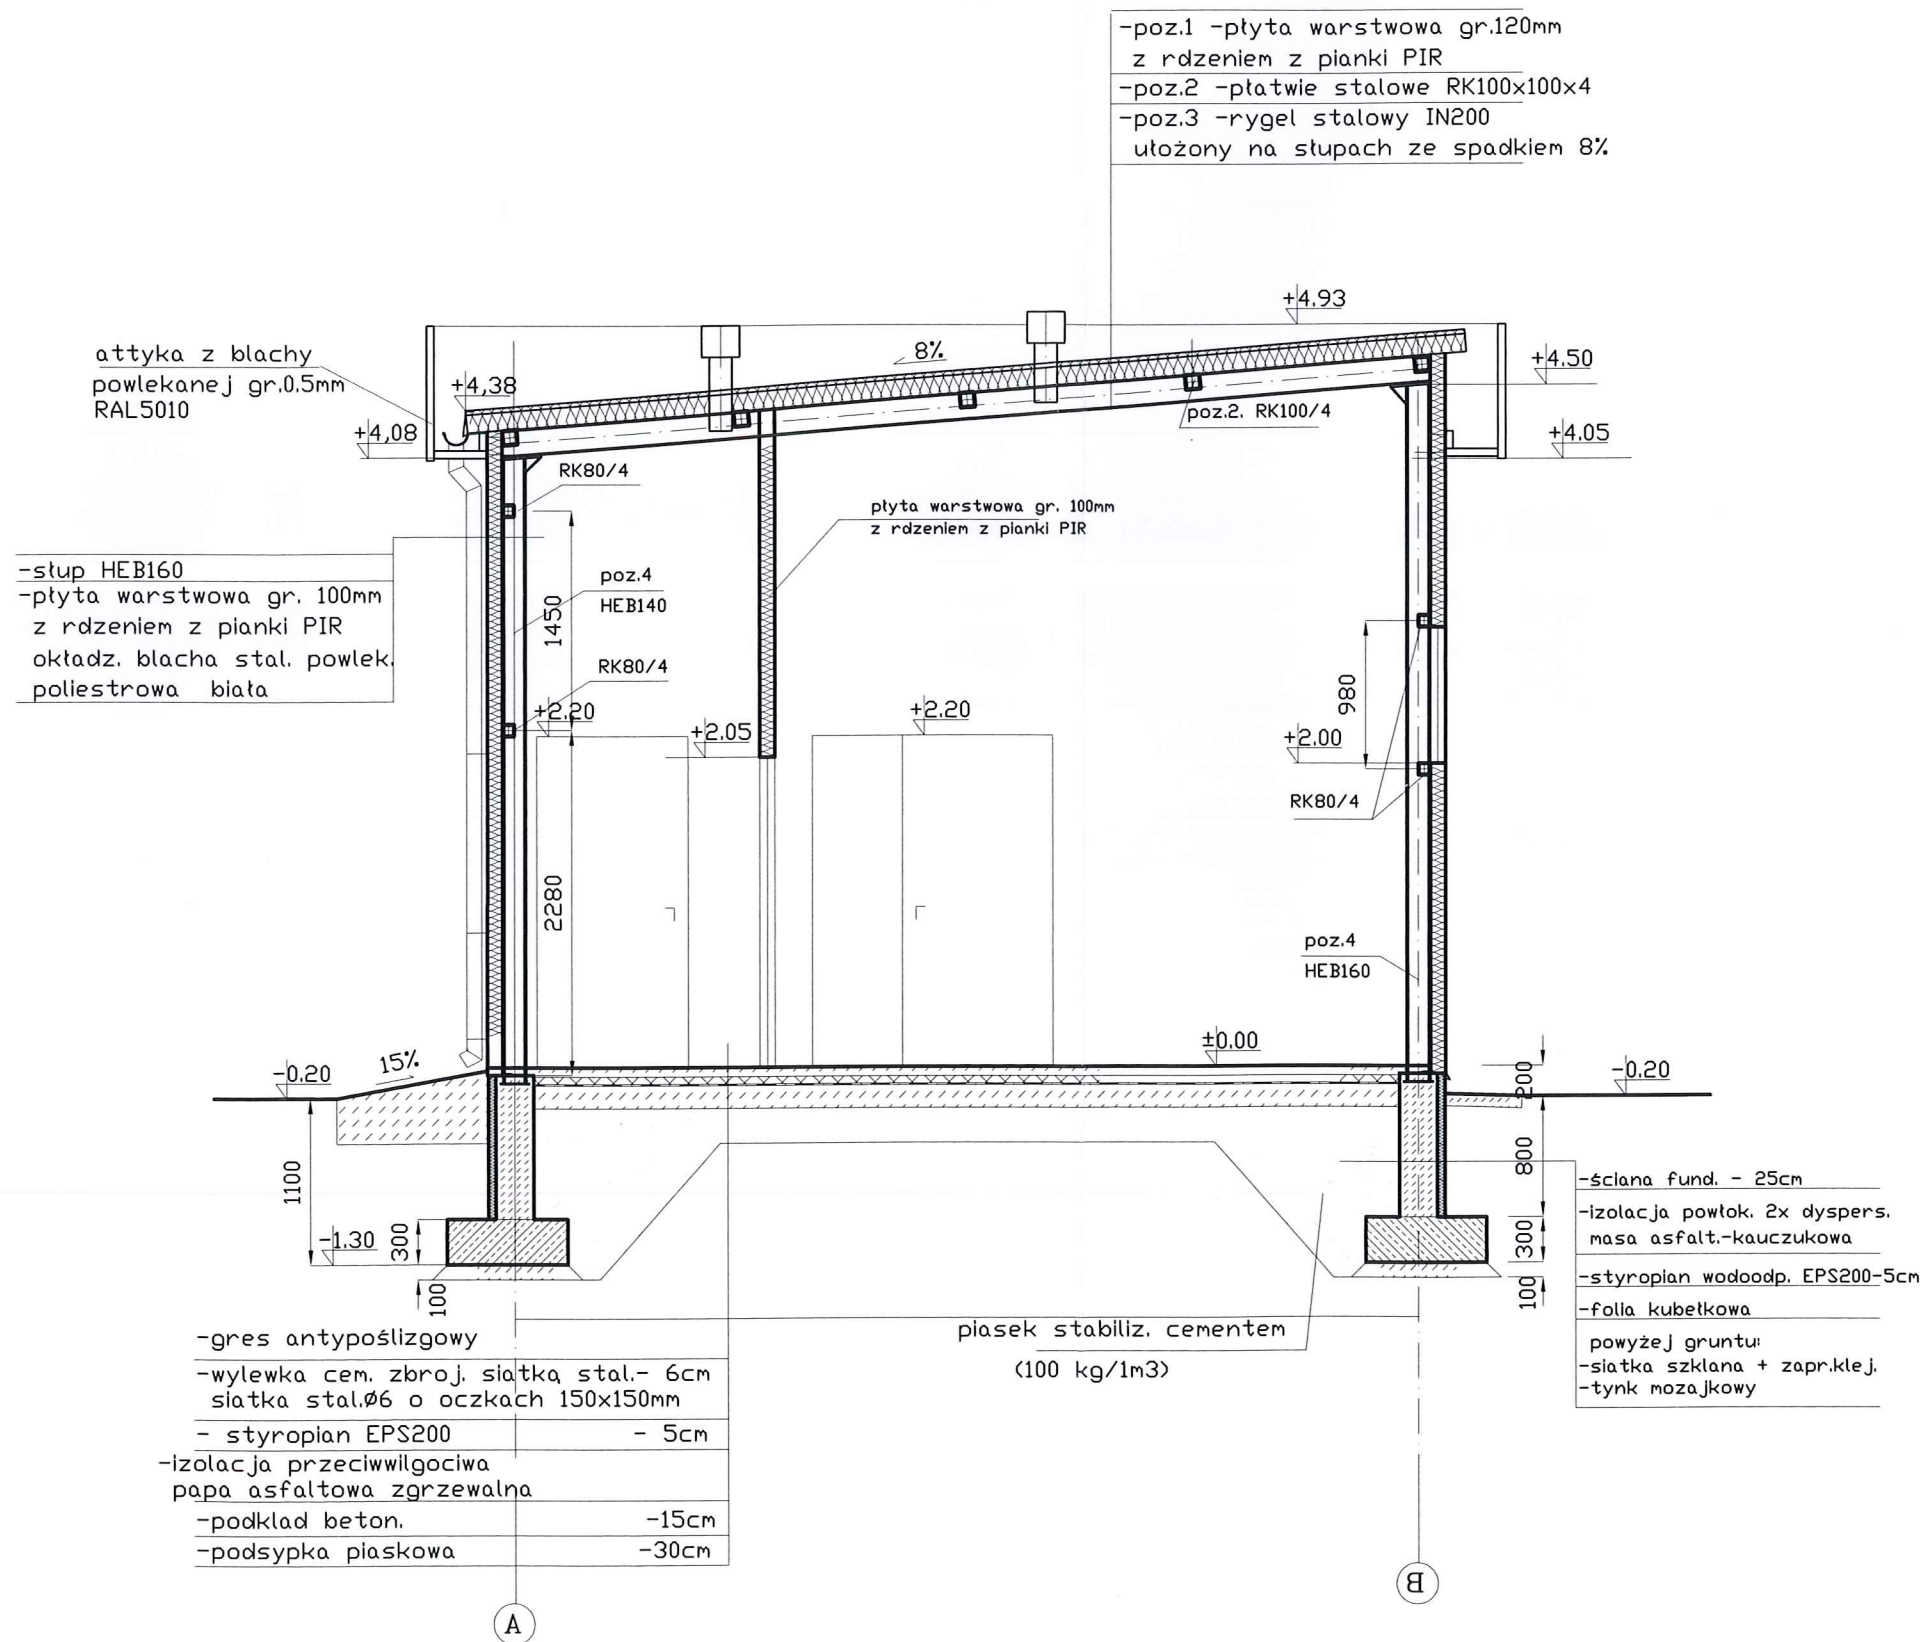 -poz.1 -płyta warstwowa gr.120mm
z rdzeniem z pianki PIR
-poz.2 -płatwie stalowe RK100x100x4
-poz.3 -rygel stalowy IN200
ułożony na słupach ze spadkiem 8%
+4.93
attyka z blachy
powlekanej gr.0.5mm
RAL5010
8%
+4.50
+4,38
poz.2. RK100/4
+4,08
+4.05
RK80/4
płyta warstwowa gr. 100mm
z rdzeniem z pianki PIR
-słup HEB160
-płyta warstwowa gr. 100mm
z rdzeniem z pianki PIR
okładz. blacha stal. powlek.
poliestrowa biała
poz.4
HEB140
1450
RK80/4
980
+2.20
+2.05
+2.20
+2.00
RK80/4
2280
poz.4
HEB160
±0.00
15%
-0.20
200
-0.20
1100
800
-1.30
300
300
100
100
-ściana fund. - 25cm
-izolacja powłok. 2x dyspers.
masa asfalt.-kauczukowa
-styropian wodoodp. EPS200-5cm
-folia kubełkowa
powyżej gruntu:
-siatka szklana + zapr.klej.
-tynk mozajkowy
piasek stabiliz. cementem
(100 kg/1m3)
-gres antypoślizgowy
-wylewka cem. zbroj. siatką stal.- 6cm
siatka stal.Ø6 o oczkach 150x150mm
- styropian EPS200 - 5cm
-izolacja przeciwwilgociwa
papa asfaltowa zgrzewalna
-podklad beton. -15cm
-podsypka piaskowa -30cm
A
B